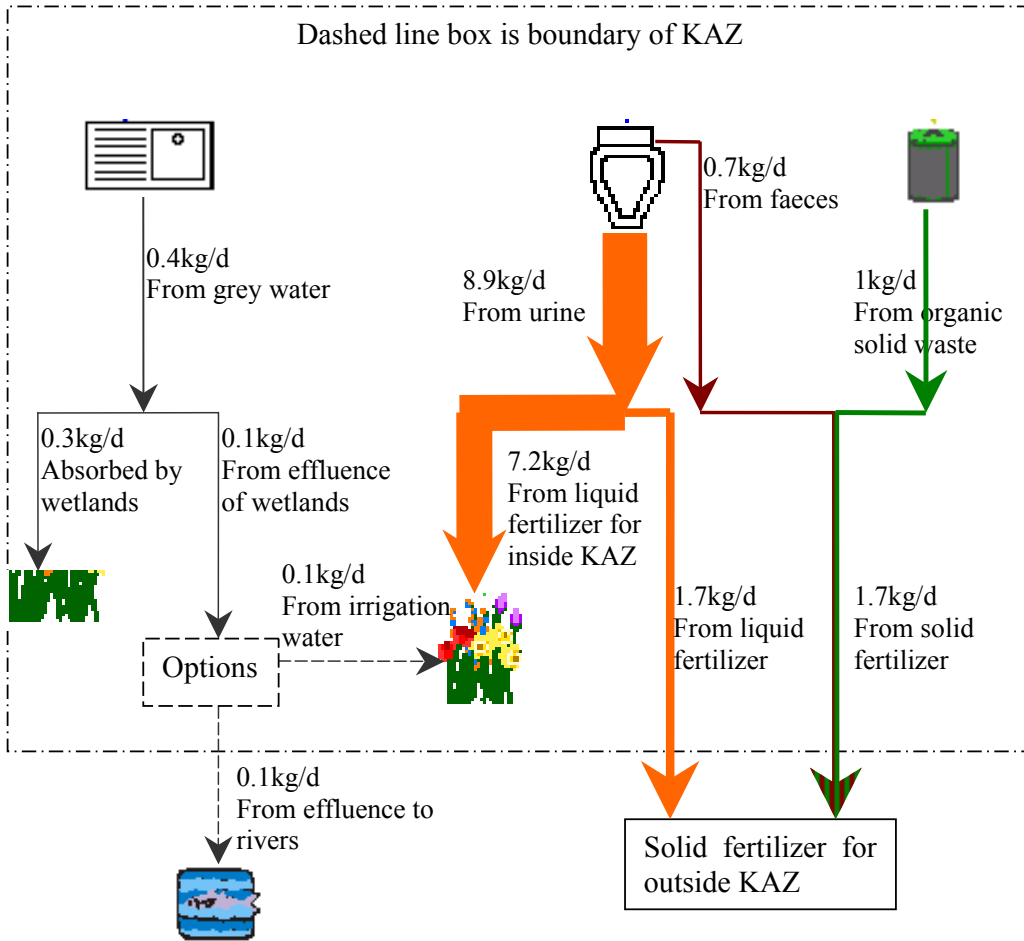 Dashed line box is boundary of KAZ
0.7kg/d
From faeces
0.4kg/d
From grey water
8.9kg/d
From urine
1kg/d
From organic
solid waste
0.3kg/d
Absorbed by
wetlands
0.1kg/d
From effluence
of wetlands
7.2kg/d
From liquid
fertilizer for
inside KAZ
0.1kg/d
From irrigation
water
1.7kg/d
From liquid
fertilizer
1.7kg/d
From solid
fertilizer
Options
0.1kg/d
From effluence to
rivers
Solid fertilizer for
outside KAZ